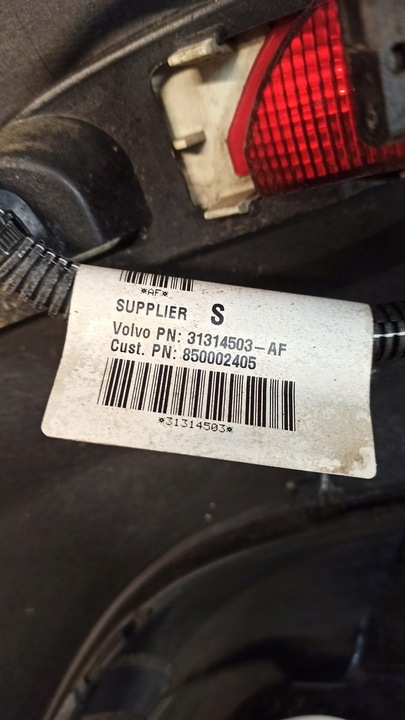 *AF*
SUPPLIER S
Volvo PN: 31314503-AF
Cust. PN: 850002405
*31314503*